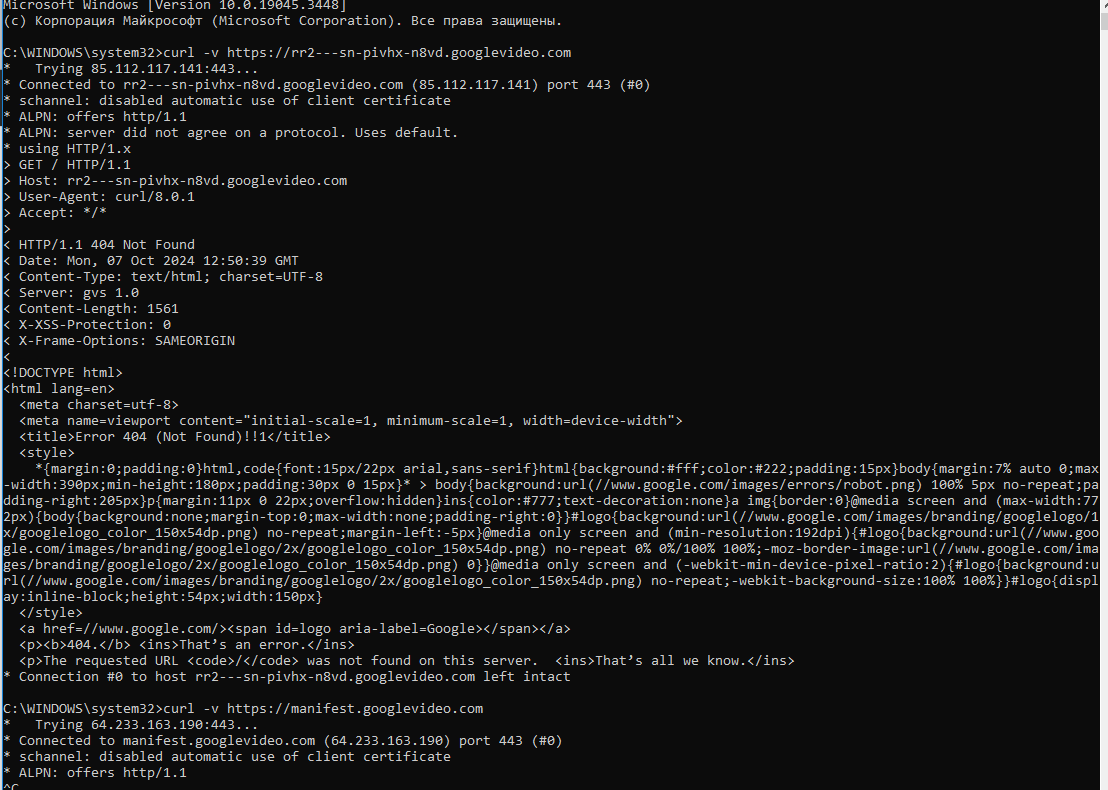 Microsoft Windows [Version 10.0.19045.3448]
(c) Корпорация Майкрософт (Microsoft Corporation). Все права защищены.
C:\WINDOWS\system32>curl -v https://rr2---sn-pivhx-n8vd.googlevideo.com
*   Trying 85.112.117.141:443...
* Connected to rr2---sn-pivhx-n8vd.googlevideo.com (85.112.117.141) port 443 (#0)
* schannel: disabled automatic use of client certificate
* ALPN: offers http/1.1
* ALPN: server did not agree on a protocol. Uses default.
* using HTTP/1.x
> GET / HTTP/1.1
> Host: rr2---sn-pivhx-n8vd.googlevideo.com
> User-Agent: curl/8.0.1
> Accept: */*
>
< HTTP/1.1 404 Not Found
< Date: Mon, 07 Oct 2024 12:50:39 GMT
< Content-Type: text/html; charset=UTF-8
< Server: gvs 1.0
< Content-Length: 1561
< X-XSS-Protection: 0
< X-Frame-Options: SAMEORIGIN
<
<!DOCTYPE html>
<html lang=en>
  <meta charset=utf-8>
  <meta name=viewport content="initial-scale=1, minimum-scale=1, width=device-width">
  <title>Error 404 (Not Found)!!1</title>
  <style>
    *{margin:0;padding:0}html,code{font:15px/22px arial,sans-serif}html{background:#fff;color:#222;padding:15px}body{margin:7% auto 0;max
-width:390px;min-height:180px;padding:30px 0 15px}* > body{background:url(//www.google.com/images/errors/robot.png) 100% 5px no-repeat;pa
dding-right:205px}p{margin:11px 0 22px;overflow:hidden}ins{color:#777;text-decoration:none}a img{border:0}@media screen and (max-width:77
2px){body{background:none;margin-top:0;max-width:none;padding-right:0}}#logo{background:url(//www.google.com/images/branding/googlelogo/1
x/googlelogo_color_150x54dp.png) no-repeat;margin-left:-5px}@media only screen and (min-resolution:192dpi){#logo{background:url(//www.goo
gle.com/images/branding/googlelogo/2x/googlelogo_color_150x54dp.png) no-repeat 0% 0%/100% 100%;-moz-border-image:url(//www.google.com/ima
ges/branding/googlelogo/2x/googlelogo_color_150x54dp.png) 0}}@media only screen and (-webkit-min-device-pixel-ratio:2){#logo{background:u
rl(//www.google.com/images/branding/googlelogo/2x/googlelogo_color_150x54dp.png) no-repeat;-webkit-background-size:100% 100%}}#logo{displ
ay:inline-block;height:54px;width:150px}
  </style>
  <a href=//www.google.com/><span id=logo aria-label=Google></span></a>
  <p><b>404.</b> <ins>That’s an error.</ins>
  <p>The requested URL <code>/</code> was not found on this server.  <ins>That’s all we know.</ins>
* Connection #0 to host rr2---sn-pivhx-n8vd.googlevideo.com left intact
C:\WINDOWS\system32>curl -v https://manifest.googlevideo.com
*   Trying 64.233.163.190:443...
* Connected to manifest.googlevideo.com (64.233.163.190) port 443 (#0)
* schannel: disabled automatic use of client certificate
* ALPN: offers http/1.1
^C